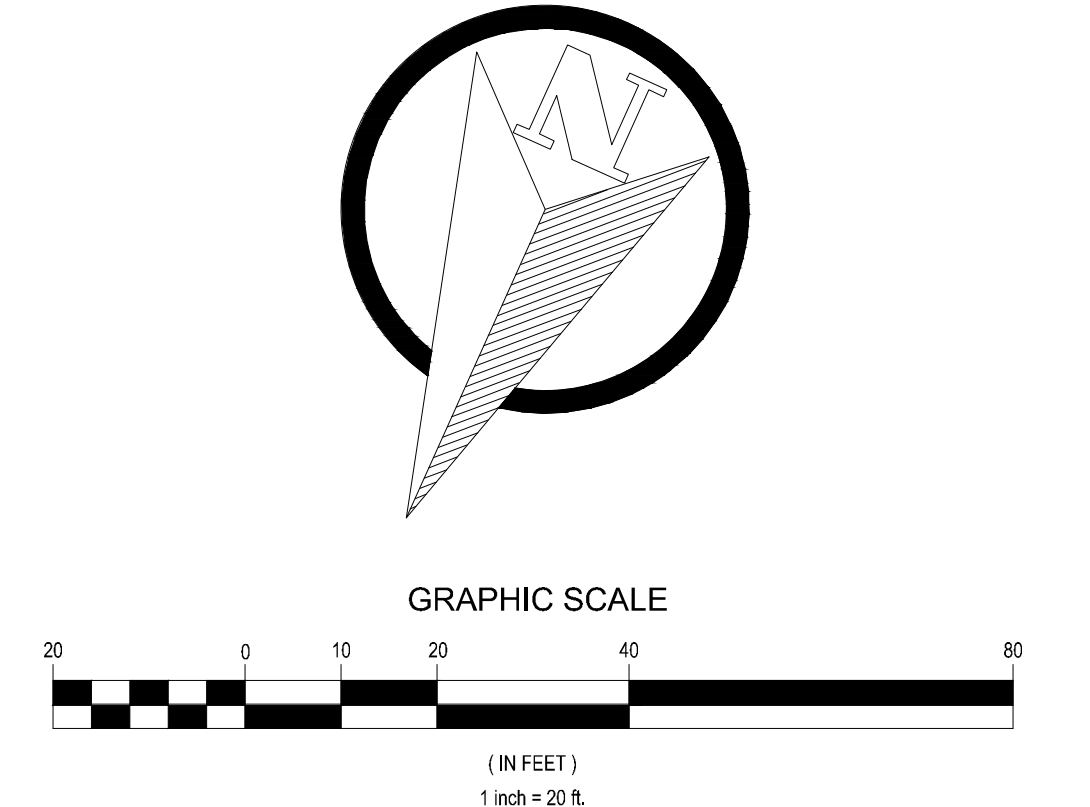 N
GRAPHIC SCALE
20 0 10 20 40 80
( IN FEET )
1 inch = 20 ft.